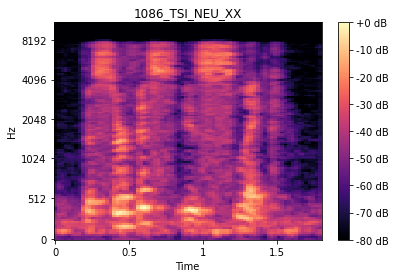 1086_TSI_NEU_XX
+0 dB
8192
-10 dB
4096
-20 dB
-30 dB
2048
-40 dB
Hz
1024
-50 dB
512
-60 dB
-70 dB
0
-80 dB
0
0.5
1
1.5
Time